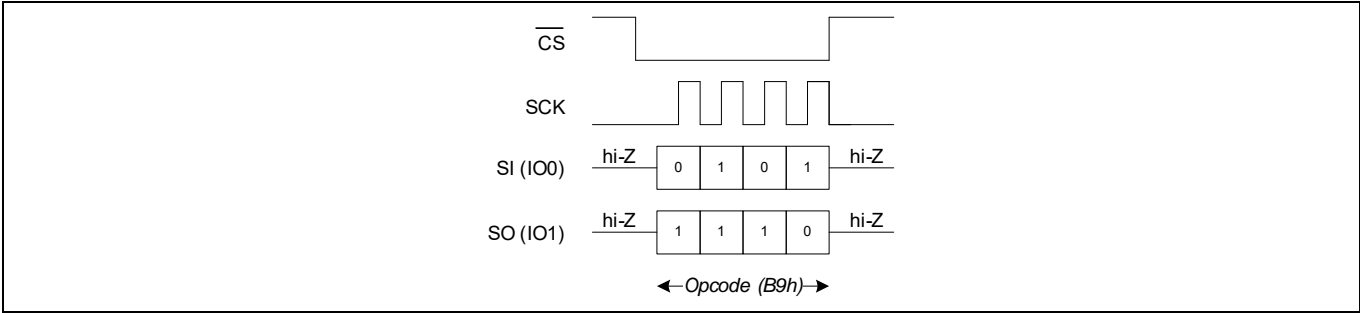 CS
SCK
SI (IO0) hi-Z 0 1 0 1 hi-Z
SO (IO1) hi-Z 1 1 1 0 hi-Z
Opcode (B9h)